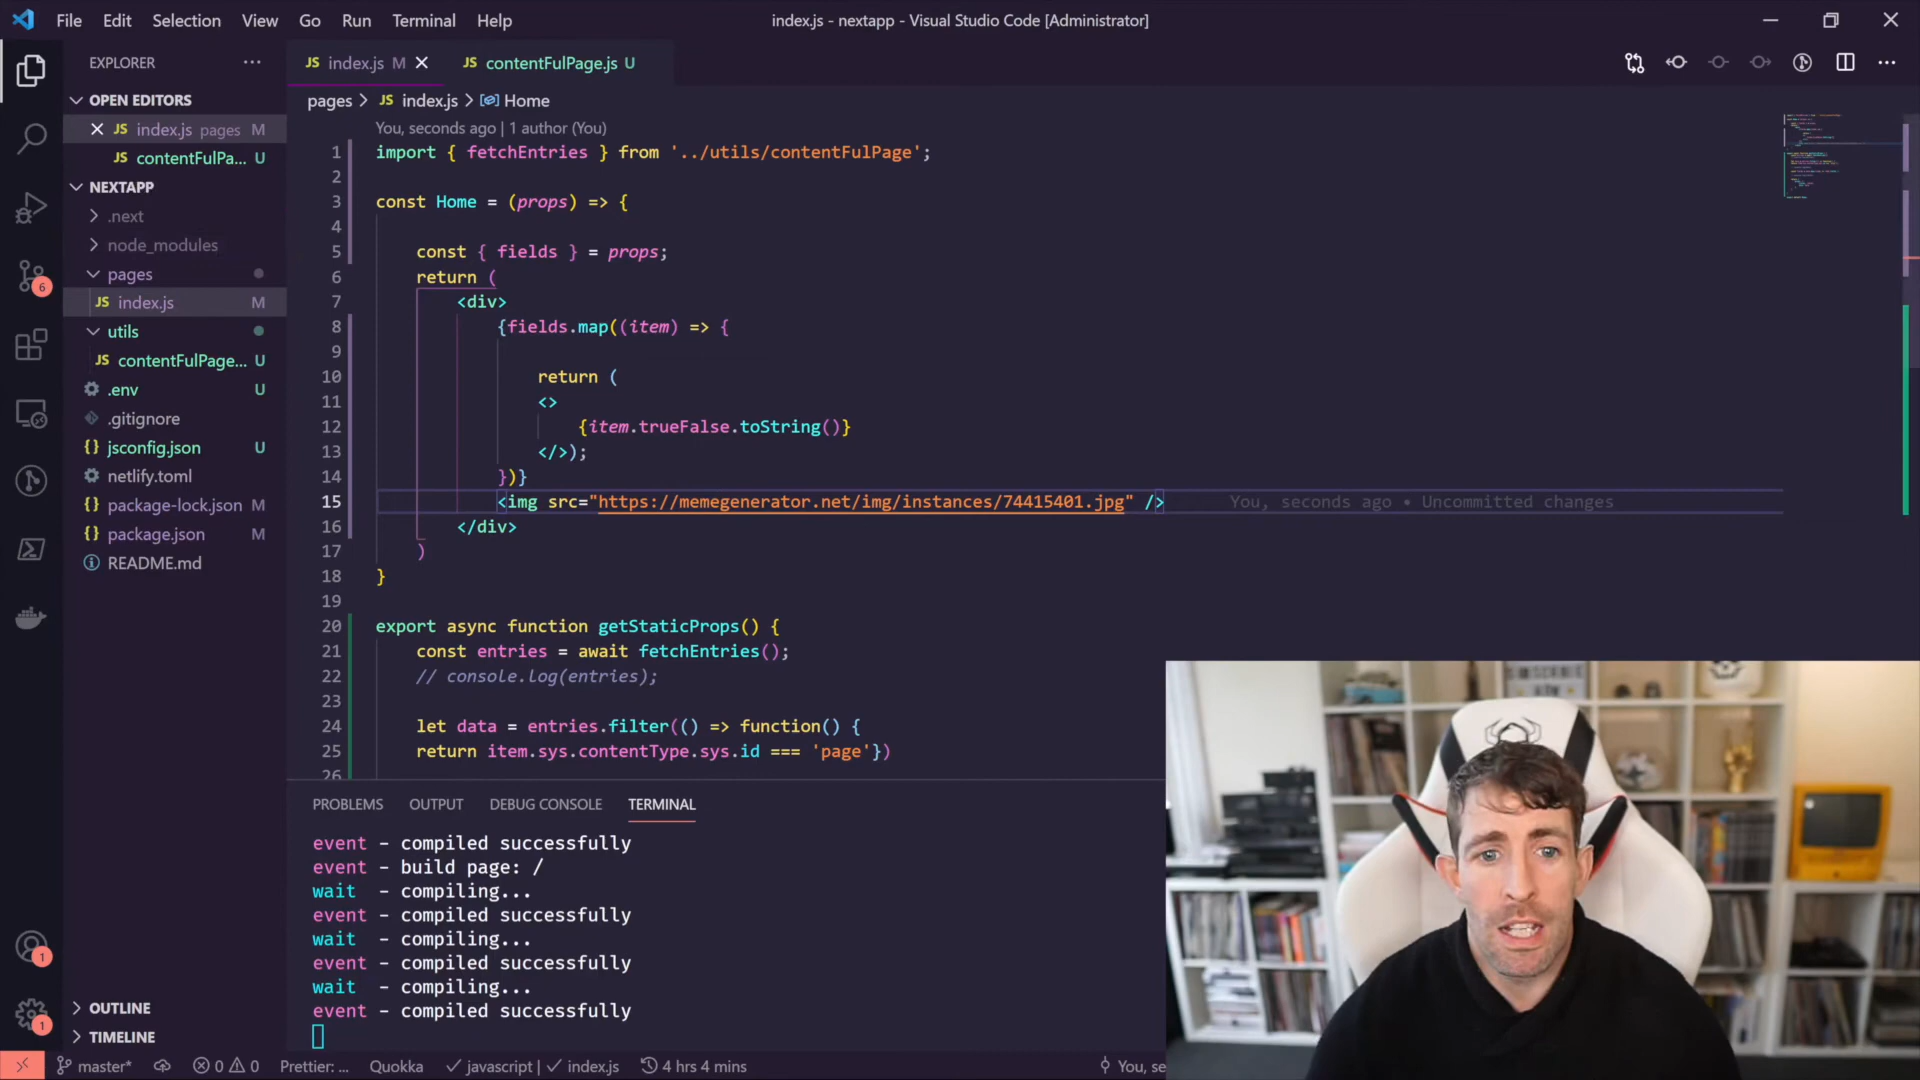 File Edit Selection View Go Run Terminal Help
index.js - nextapp - Visual Studio Code [Administrator]
EXPLORER
index.js M
contentFulPage.js U
OPEN EDITORS
index.js pages M
contentFulPa... U
NEXTAPP
.next
node_modules
pages
index.js M
utils
contentFulPage... U
.env U
.gitignore
jsconfig.json U
netlify.toml
package-lock.json M
package.json M
README.md
OUTLINE
TIMELINE
6
1
1
pages > JS index.js > Home
You, seconds ago | 1 author (You)
1 import { fetchEntries } from '../utils/contentFulPage';
2
3 const Home = (props) => {
4
5 const { fields } = props;
6 return (
7 <div>
8 {fields.map((item) => {
9
10 return (
11 <>
12 {item.trueFalse.toString()}
13 </>);
14 })}
15 <img src="https://memegenerator.net/img/instances/74415401.jpg" /> You, seconds ago • Uncommitted changes
16 </div>
17 )
18 }
19
20 export async function getStaticProps() {
21 const entries = await fetchEntries();
22 // console.log(entries);
23
24 let data = entries.filter(() => function() {
25 return item.sys.contentType.sys.id === 'page'})
26
PROBLEMS OUTPUT DEBUG CONSOLE TERMINAL
event - compiled successfully
event - build page: /
wait - compiling...
event - compiled successfully
wait - compiling...
event - compiled successfully
wait - compiling...
event - compiled successfully
master* 0 0 Prettier: ... Quokka javascript | index.js 4 hrs 4 mins You, se